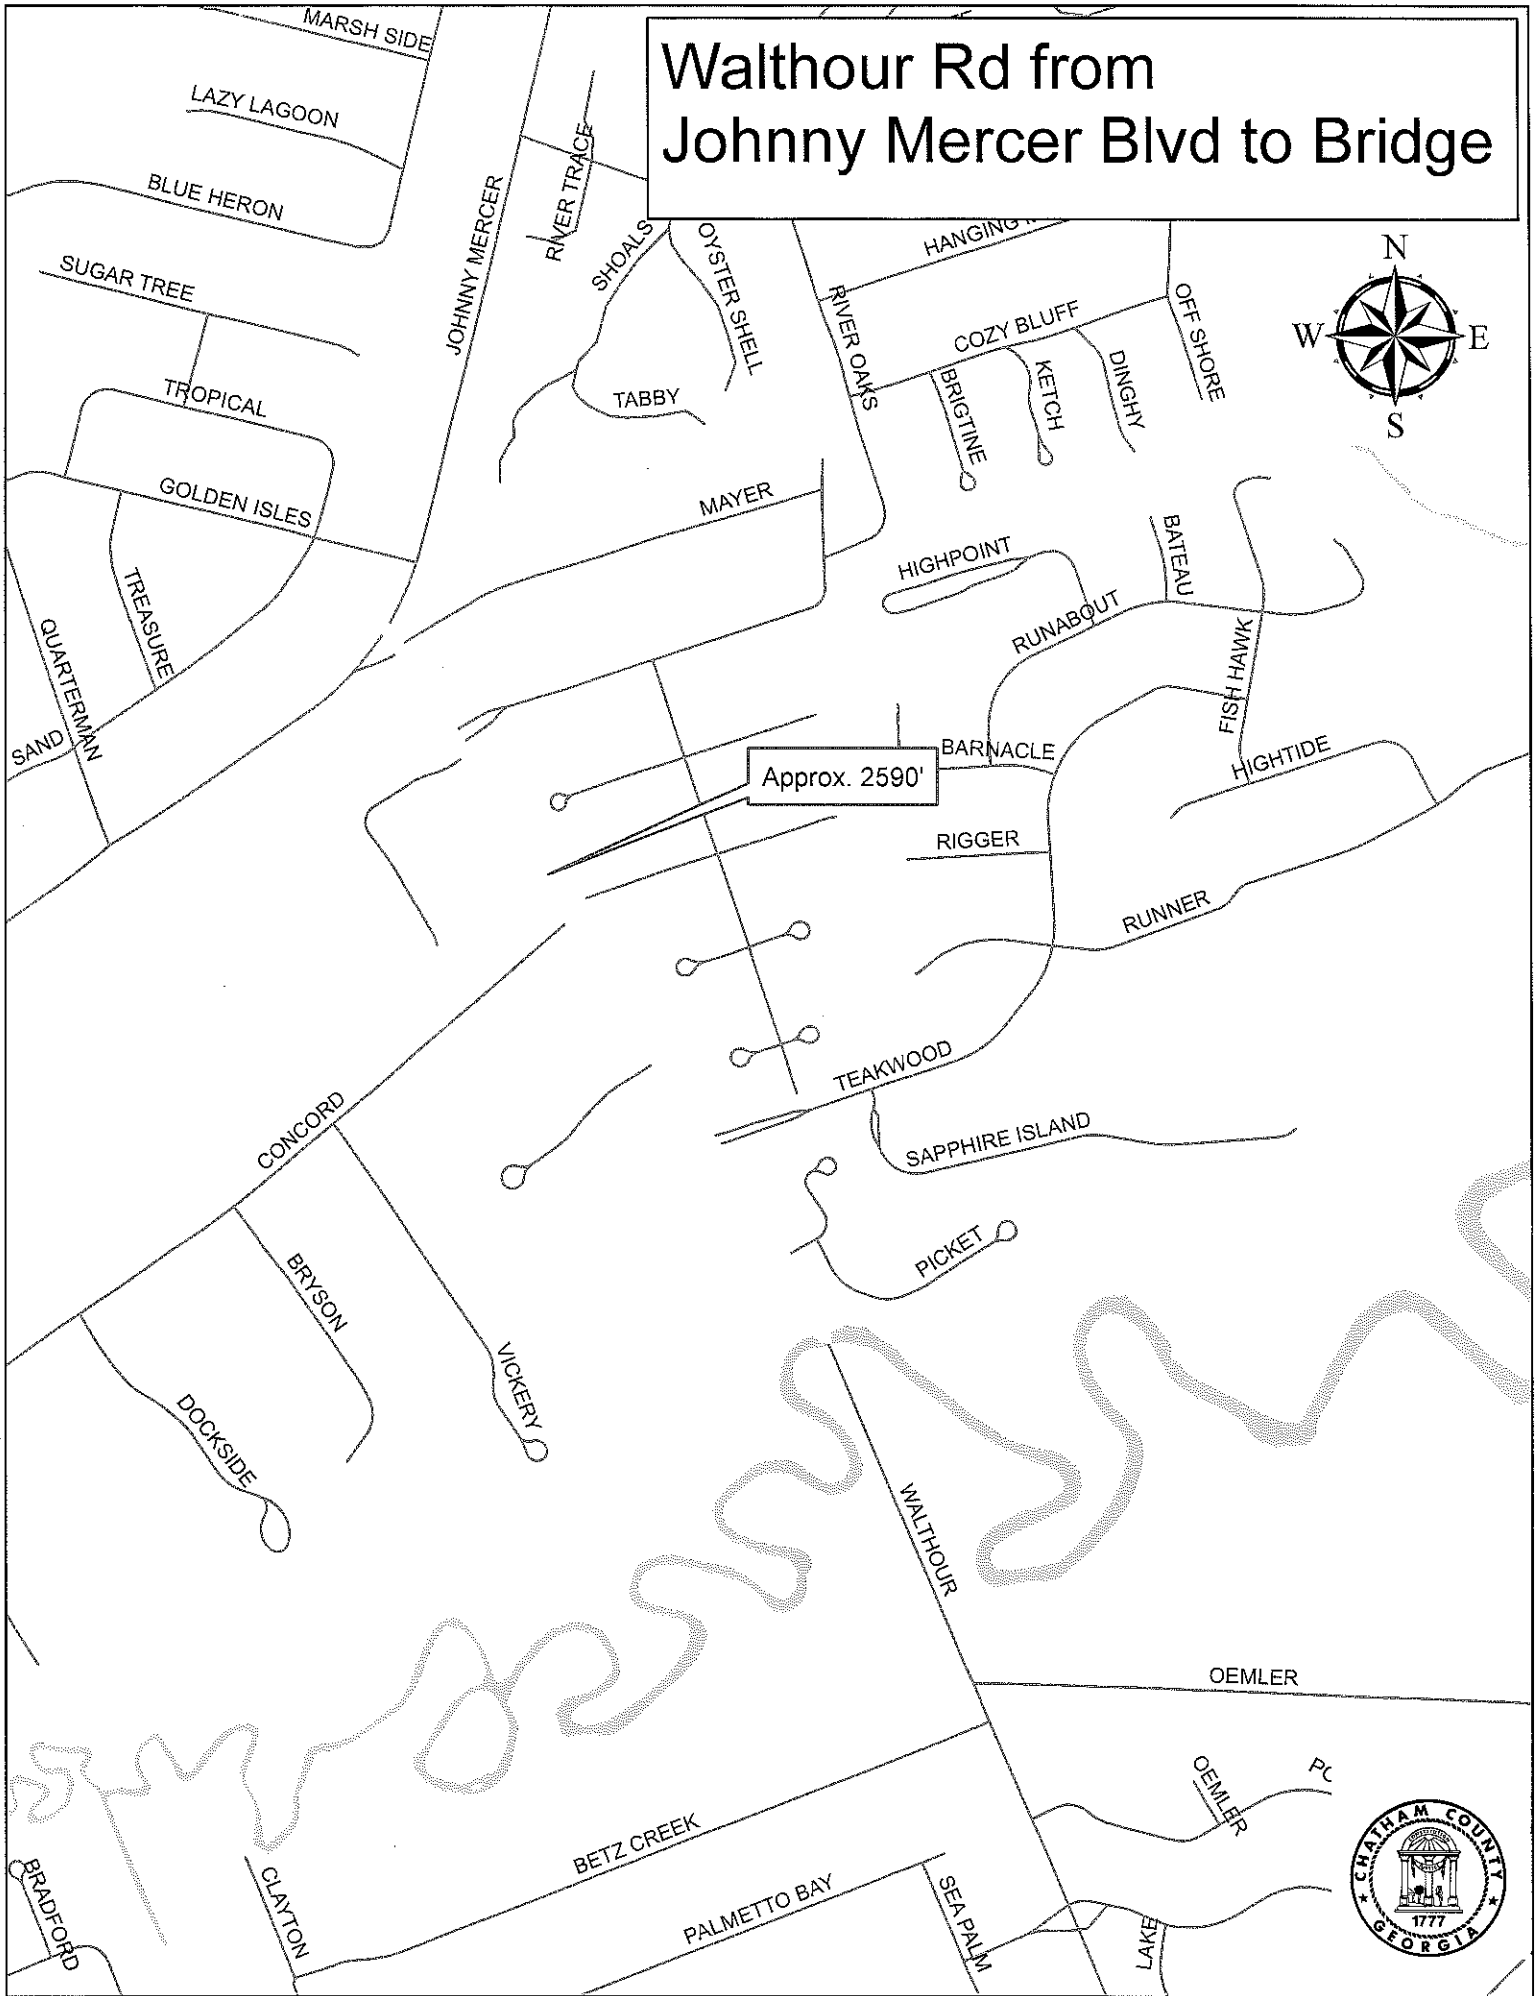 Walthour Rd from
Johnny Mercer Blvd to Bridge
MARSH SIDE
LAZY LAGOON
BLUE HERON
SUGAR TREE
TROPICAL
GOLDEN ISLES
TREASURE
QUARTERMAN
SAND
JOHNNY MERCER
RIVER TRACE
SHOALS
OYSTER SHELL
TABBY
MAYER
RIVER OAKS
HANGING
COZY BLUFF
OFF SHORE
BRIGTINE
KETCH
DINGHY
N
W
E
S
HIGHPOINT
BATEAU
RUNABOUT
FISH HAWK
HIGHTIDE
BARNACLE
Approx. 2590'
RIGGER
RUNNER
TEAKWOOD
SAPPHIRE ISLAND
PICKET
CONCORD
BRYSON
VICKERY
DOCKSIDE
WALTHOUR
OEMLER
OEMLER
BETZ CREEK
PALMETTO BAY
SEA PALM
LAKE
CLAYTON
BRADFORD
CHATHAM COUNTY
1777
GEORGIA